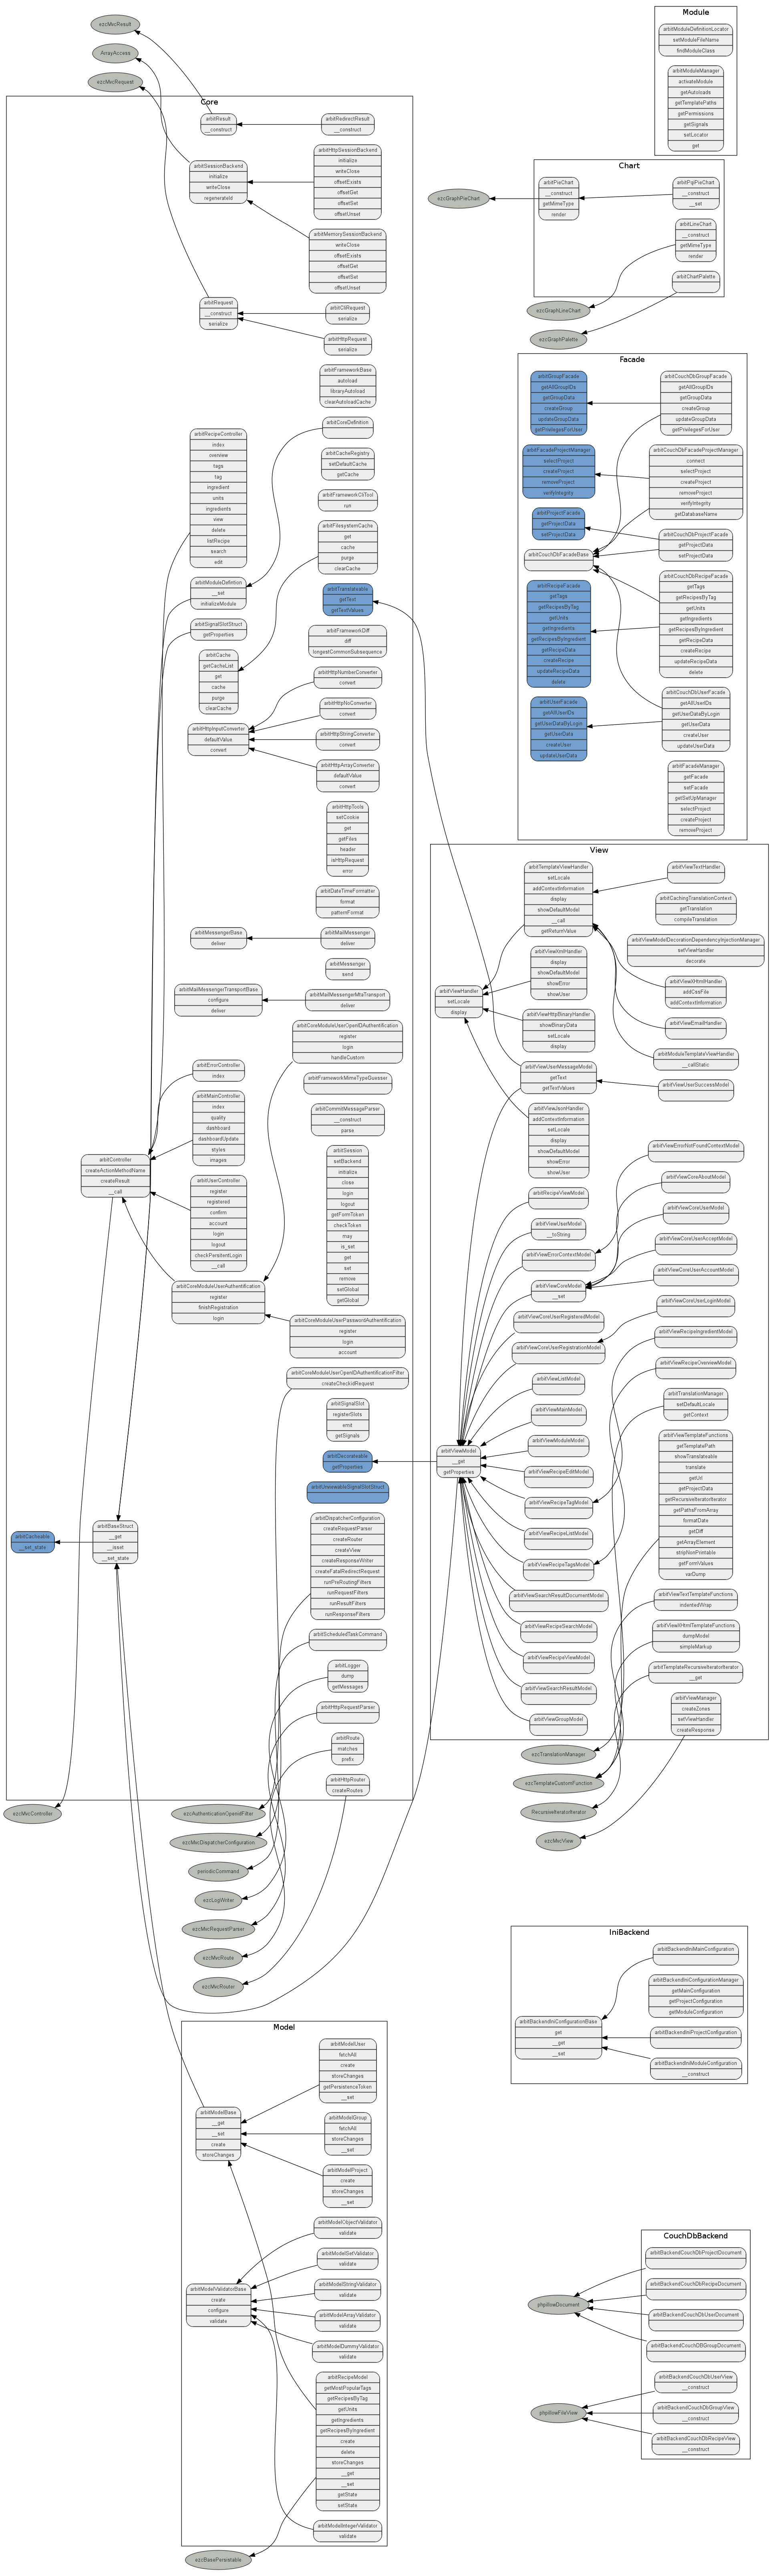 ezcMvcResult
ArrayAccess
ezcMvcRequest
Core
arbitResult
__construct
arbitRedirectResult
__construct
arbitSessionBackend
initialize
writeClose
regenerateId
arbitHttpSessionBackend
initialize
writeClose
offsetExists
offsetGet
offsetSet
offsetUnset
arbitMemorySessionBackend
writeClose
offsetExists
offsetGet
offsetSet
offsetUnset
arbitRequest
__construct
serialize
arbitCliRequest
serialize
arbitHttpRequest
serialize
arbitFrameworkBase
autoload
libraryAutoload
clearAutoloadCache
arbitCoreDefinition
arbitRecipeController
index
overview
tags
tag
ingredient
units
ingredients
view
delete
listRecipe
search
edit
arbitCacheRegistry
setDefaultCache
getCache
arbitFrameworkCliTool
run
arbitFilesystemCache
get
cache
purge
clearCache
arbitModuleDefintion
__set
initializeModule
arbitTranslateable
getText
getTextValues
arbitSignalSlotStruct
getProperties
arbitFrameworkDiff
diff
longestCommonSubsequence
arbitCache
getCacheList
get
cache
purge
clearCache
arbitHttpNumberConverter
convert
arbitHttpNoConverter
convert
arbitHttpInputConverter
defaultValue
convert
arbitHttpStringConverter
convert
arbitHttpArrayConverter
defaultValue
convert
arbitHttpTools
setCookie
get
getFiles
header
isHttpRequest
error
arbitDateTimeFormatter
format
patternFormat
arbitMessengerBase
deliver
arbitMailMessenger
deliver
arbitMessenger
send
arbitMailMessengerTransportBase
configure
deliver
arbitMailMessengerMtaTransport
deliver
arbitCoreModuleUserOpenIDAuthentification
register
login
handleCustom
arbitErrorController
index
arbitFrameworkMimeTypeGuesser
arbitMainController
index
quality
dashboard
dashboardUpdate
styles
images
arbitCommitMessageParser
__construct
parse
arbitController
createActionMethodName
createResult
__call
arbitSession
setBackend
initialize
close
login
logout
getFormToken
checkToken
may
is_set
get
set
remove
setGlobal
getGlobal
arbitUserController
register
registered
confirm
account
login
logout
checkPersitentLogin
__call
arbitCoreModuleUserAuthentification
register
finishRegistration
login
arbitCoreModuleUserPasswordAuthentification
register
login
account
arbitCoreModuleUserOpenIDAuthentificationFilter
createCheckidRequest
arbitSignalSlot
registerSlots
emit
getSignals
arbitDecorateable
getProperties
arbitUnviewableSignalSlotStruct
arbitCacheable
__set_state
arbitBaseStruct
__get
__isset
__set_state
arbitDispatcherConfiguration
createRequestParser
createRouter
createView
createResponseWriter
createFatalRedirectRequest
runPreRoutingFilters
runRequestFilters
runResultFilters
runResponseFilters
arbitScheduledTaskCommand
arbitLogger
dump
getMessages
arbitHttpRequestParser
arbitRoute
matches
prefix
arbitHttpRouter
createRoutes
ezcMvcController
ezcAuthenticationOpenidFilter
ezcMvcDispatcherConfiguration
periodicCommand
ezcLogWriter
ezcMvcRequestParser
ezcMvcRoute
ezcMvcRouter
Module
arbitModuleDefinitionLocator
setModuleFileName
findModuleClass
arbitModuleManager
activateModule
getAutoloads
getTemplatePaths
getPermissions
getSignals
setLocator
get
Chart
ezcGraphPieChart
arbitPieChart
__construct
getMimeType
render
arbitPqiPieChart
__construct
__set
arbitLineChart
__construct
getMimeType
render
arbitChartPalette
ezcGraphLineChart
ezcGraphPalette
Facade
arbitGroupFacade
getAllGroupIDs
getGroupData
createGroup
updateGroupData
getPrivilegesForUser
arbitCouchDbGroupFacade
getAllGroupIDs
getGroupData
createGroup
updateGroupData
getPrivilegesForUser
arbitFacadeProjectManager
selectProject
createProject
removeProject
verifyIntegrity
arbitCouchDbFacadeProjectManager
connect
selectProject
createProject
removeProject
verifyIntegrity
getDatabaseName
arbitProjectFacade
getProjectData
setProjectData
arbitCouchDbProjectFacade
getProjectData
setProjectData
arbitCouchDbFacadeBase
arbitRecipeFacade
getTags
getRecipesByTag
getUnits
getIngredients
getRecipesByIngredient
getRecipeData
createRecipe
updateRecipeData
delete
arbitCouchDbRecipeFacade
getTags
getRecipesByTag
getUnits
getIngredients
getRecipesByIngredient
getRecipeData
createRecipe
updateRecipeData
delete
arbitUserFacade
getAllUserIDs
getUserDataByLogin
getUserData
createUser
updateUserData
arbitCouchDbUserFacade
getAllUserIDs
getUserDataByLogin
getUserData
createUser
updateUserData
arbitFacadeManager
getFacade
setFacade
getSetUpManager
selectProject
createProject
removeProject
View
arbitTemplateViewHandler
setLocale
addContextInformation
display
showDefaultModel
__call
getReturnValue
arbitViewTextHandler
arbitCachingTranslationContext
getTranslation
compileTranslation
arbitViewModelDecorationDependencyInjectionManager
setViewHandler
decorate
arbitViewXmlHandler
display
showDefaultModel
showError
showUser
arbitViewXHtmlHandler
addCssFile
addContextInformation
arbitViewHandler
setLocale
display
arbitViewHttpBinaryHandler
showBinaryData
setLocale
display
arbitViewEmailHandler
arbitModuleTemplateViewHandler
__callStatic
arbitViewUserMessageModel
getText
getTextValues
arbitViewUserSuccessModel
arbitViewJsonHandler
addContextInformation
setLocale
display
showDefaultModel
showError
showUser
arbitViewErrorNotFoundContextModel
arbitViewCoreAboutModel
arbitRecipeViewModel
arbitViewCoreUserModel
arbitViewUserModel
__toString
arbitViewCoreUserAcceptModel
arbitViewErrorContextModel
arbitViewCoreUserAccountModel
arbitViewCoreModel
__set
arbitViewCoreUserLoginModel
arbitViewCoreUserRegisteredModel
arbitViewRecipeIngredientModel
arbitViewCoreUserRegistrationModel
arbitViewRecipeOverviewModel
arbitViewListModel
arbitTranslationManager
setDefaultLocale
getContext
arbitViewMainModel
arbitViewModel
__get
getProperties
arbitViewModuleModel
arbitViewTemplateFunctions
getTemplatePath
showTranslateable
translate
getUrl
getProjectData
getRecursiveIteratorIterator
getPathsFromArray
formatDate
getDiff
getArrayElement
stripNonPrintable
getFormValues
varDump
arbitViewRecipeEditModel
arbitViewRecipeTagModel
arbitViewRecipeListModel
arbitViewRecipeTagsModel
arbitViewSearchResultDocumentModel
arbitViewTextTemplateFunctions
indentedWrap
arbitViewRecipeSearchModel
arbitViewXHtmlTemplateFunctions
dumpModel
simpleMarkup
arbitViewRecipeViewModel
arbitTemplateRecursiveIteratorIterator
__get
arbitViewSearchResultModel
arbitViewManager
createZones
setViewHandler
createResponse
arbitViewGroupModel
ezcTranslationManager
ezcTemplateCustomFunction
RecursiveIteratorIterator
ezcMvcView
IniBackend
arbitBackendIniMainConfiguration
arbitBackendIniConfigurationManager
getMainConfiguration
getProjectConfiguration
getModuleConfiguration
arbitBackendIniConfigurationBase
get
__get
__set
arbitBackendIniProjectConfiguration
arbitBackendIniModuleConfiguration
__construct
Model
arbitModelUser
fetchAll
create
storeChanges
getPersistenceToken
__set
arbitModelBase
__get
__set
create
storeChanges
arbitModelGroup
fetchAll
storeChanges
__set
arbitModelProject
create
storeChanges
__set
arbitModelObjectValidator
validate
arbitModelSetValidator
validate
arbitModelValidatorBase
create
configure
validate
arbitModelStringValidator
validate
arbitModelArrayValidator
validate
arbitModelDummyValidator
validate
arbitRecipeModel
getMostPopularTags
getRecipesByTag
getUnits
getIngredients
getRecipesByIngredient
create
delete
storeChanges
__get
__set
getState
setState
arbitModelIntegerValidator
validate
ezcBasePersistable
CouchDbBackend
arbitBackendCouchDbProjectDocument
arbitBackendCouchDbRecipeDocument
phpillowDocument
arbitBackendCouchDbUserDocument
arbitBackendCouchDBGroupDocument
arbitBackendCouchDbUserView
__construct
phpillowFileView
arbitBackendCouchDbGroupView
__construct
arbitBackendCouchDbRecipeView
__construct